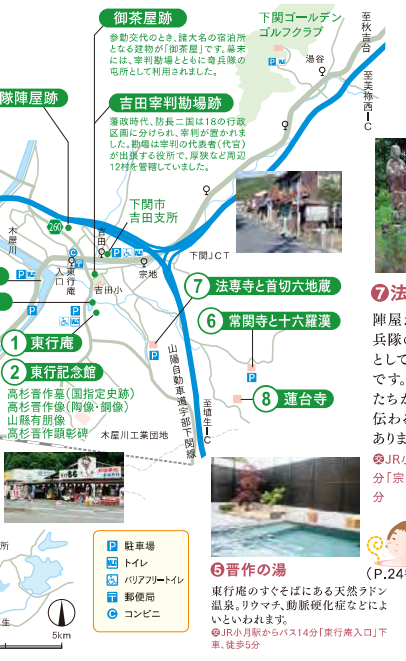 御茶屋跡
参勤交代のとき、諸大名の宿泊所
となる建物が「御茶屋」です。幕末
には、宰判勘場とともに奇兵隊の
屯所として利用されました。
隊陣屋跡
吉田宰判勘場跡
藩政時代、防長二国は18の行政
区画に分けられ、宰判が置かれま
した。勘場は宰判の代表者(代官)
が出張する役所で、厚狭など周辺
12村を管轄していました。
下関ゴールデン
ゴルフクラブ
至秋吉台
至美祢西IC
湯谷
下関市
吉田支所
260
木屋川
吉田
東行庵
入口
宗地
下関JCT
吉田小
7 法専寺と首切六地蔵
6 常関寺と十六羅漢
8 蓮台寺
1 東行庵
2 東行記念館
高杉晋作墓(国指定史跡)
高杉晋作像(陶像・銅像)
山縣有朋像
高杉晋作顕彰碑
木屋川工業団地
山陽自動車道宇部下関線
至埴生IC
P 駐車場
トイレ
バリアフリートイレ
郵便局
C コンビニ
5km
所
生
5 晋作の湯
東行庵のすぐそばにある天然ラドン
温泉。リウマチ、動脈硬化症などによ
いといわれます。
交JR小月駅からバス14分「東行庵入口」下
車、徒歩5分
7 法
陣屋
兵隊の
として
です。
たちが
伝わる
ありま
交JR小
分「宗
分
(P.24